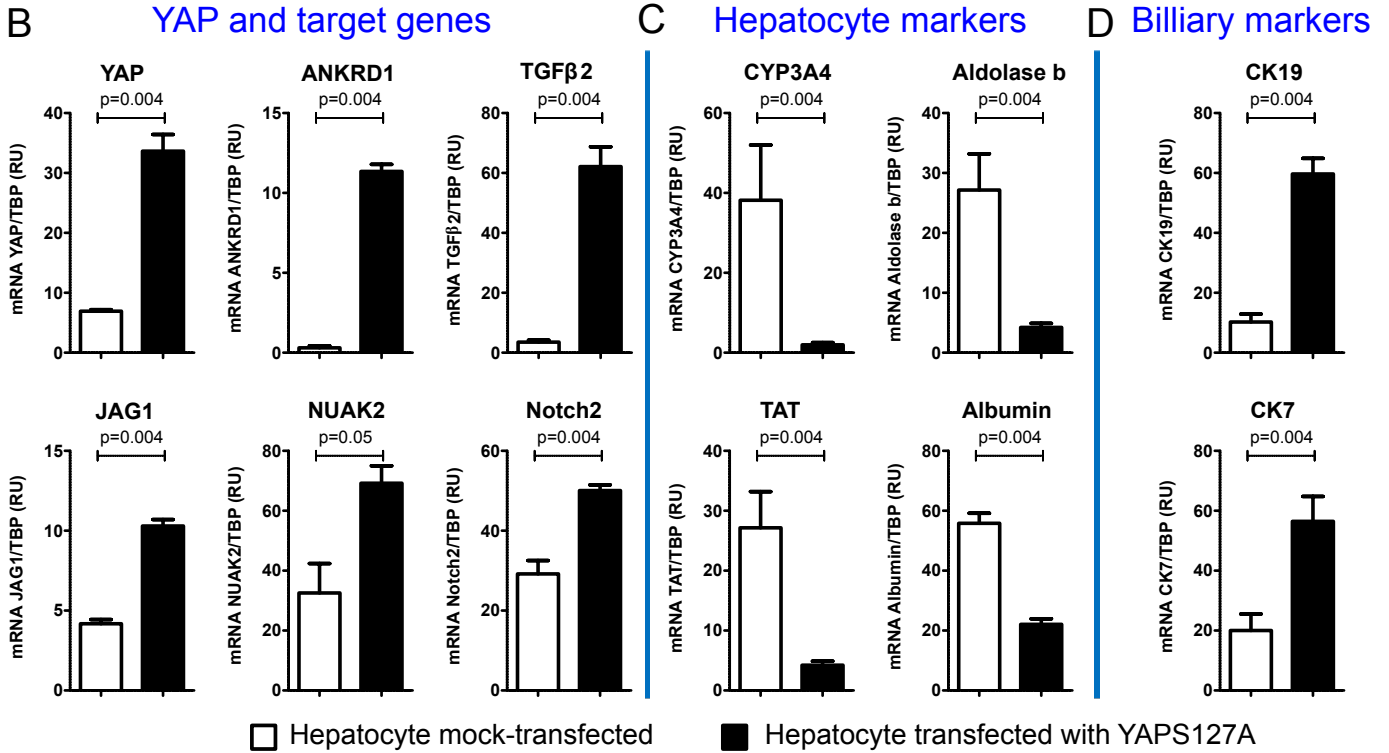 B YAP and target genes C Hepatocyte markers D Billiary markers
YAP
p=0.004
mRNA YAP/TBP (RU)
40
30
20
10
0
ANKRD1
p=0.004
mRNA ANKRD1/TBP (RU)
15
10
5
0
TGFβ2
p=0.004
mRNA TGFβ2/TBP (RU)
80
60
40
20
0
CYP3A4
p=0.004
mRNA CYP3A4/TBP (RU)
60
40
20
0
Aldolase b
p=0.004
mRNA Aldolase b/TBP (RU)
40
30
20
10
0
CK19
p=0.004
mRNA CK19/TBP (RU)
80
60
40
20
0
JAG1
p=0.004
mRNA JAG1/TBP (RU)
15
10
5
0
NUAK2
p=0.05
mRNA NUAK2/TBP (RU)
80
60
40
20
0
Notch2
p=0.004
mRNA Notch2/TBP (RU)
60
40
20
0
TAT
p=0.004
mRNA TAT/TBP (RU)
40
30
20
10
0
Albumin
p=0.004
mRNA Albumin/TBP (RU)
80
60
40
20
0
CK7
p=0.004
mRNA CK7/TBP (RU)
80
60
40
20
0
Hepatocyte mock-transfected Hepatocyte transfected with YAPS127A